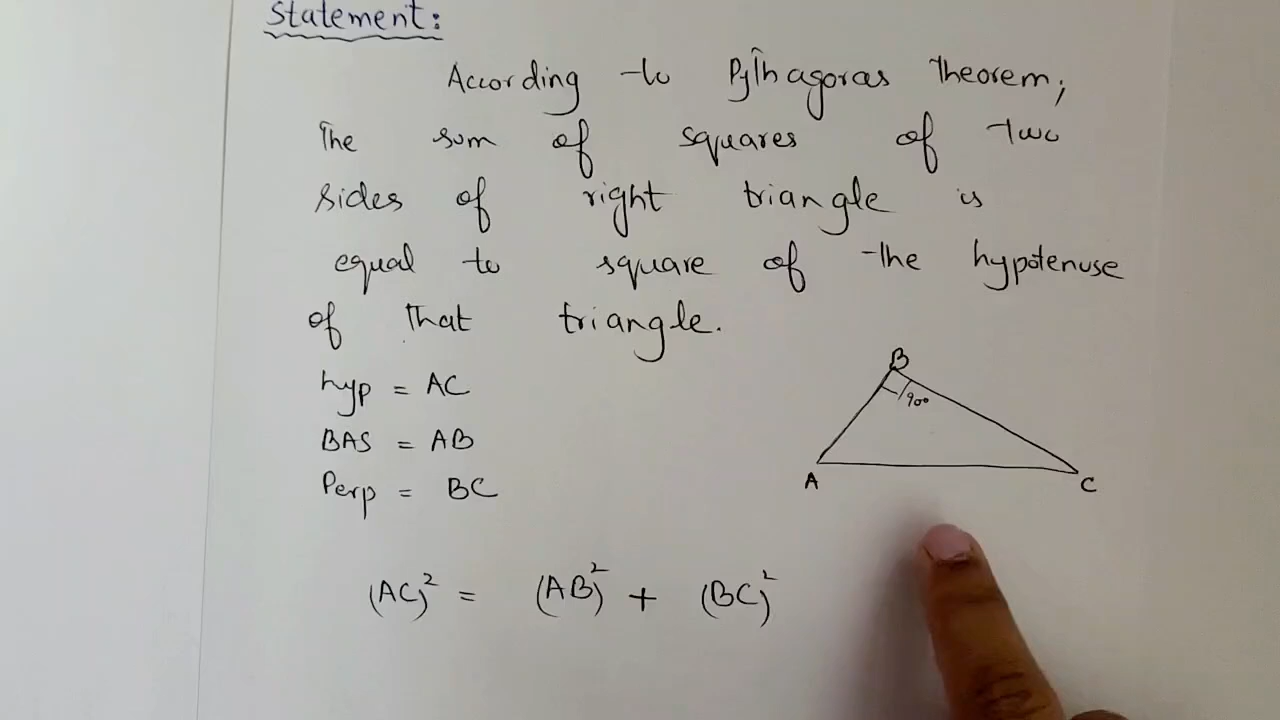 Statement:
According to Pythagoras Theorem;
The sum of squares of two
sides of right triangle is
equal to square of the hypotenuse
of that triangle.
hyp = AC
BAS = AB
Perp = BC
B
90°
A
C
(AC)² = (AB)² + (BC)²